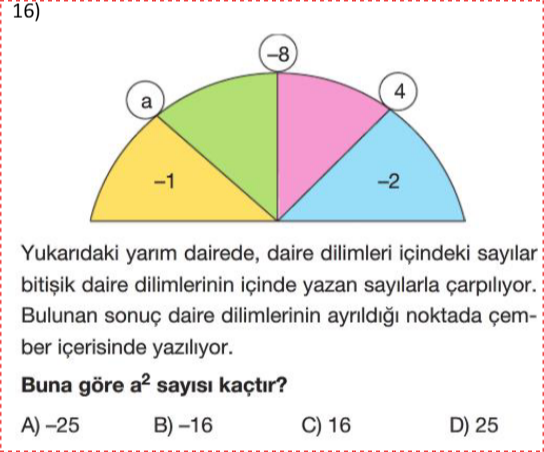 16)
-8
a
4
-1
-2
Yukarıdaki yarım dairede, daire dilimleri içindeki sayılar
bitişik daire dilimlerinin içinde yazan sayılarla çarpılıyor.
Bulunan sonuç daire dilimlerinin ayrıldığı noktada çem-
ber içerisinde yazılıyor.
Buna göre a² sayısı kaçtır?
A) –25 B) –16 C) 16 D) 25